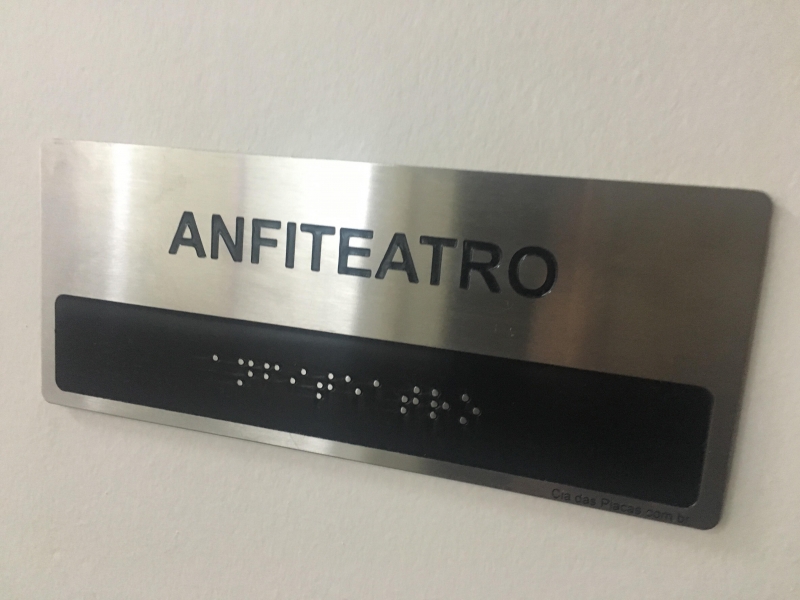 ANFITEATRO
⠁⠝⠋⠊⠞⠑⠁⠞⠗⠕
Cia das Placas.com.br